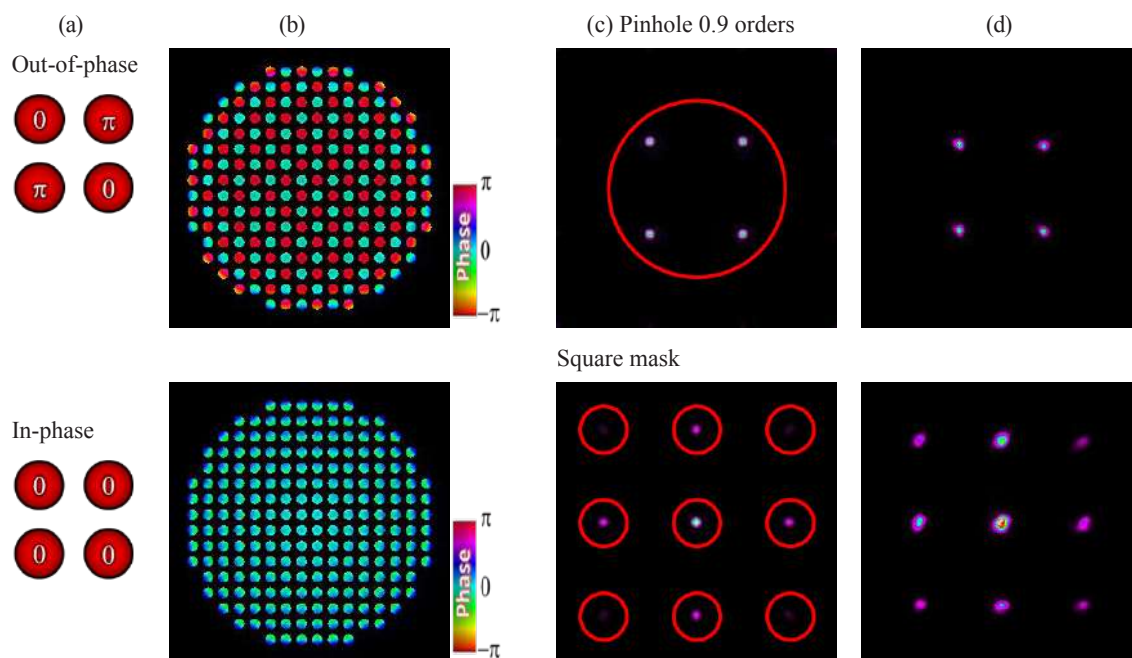 (a)
(b)
(c) Pinhole 0.9 orders
(d)
Out-of-phase
0 π
π 0
π
0
−π
Phase
Square mask
In-phase
0 0
0 0
π
0
−π
Phase